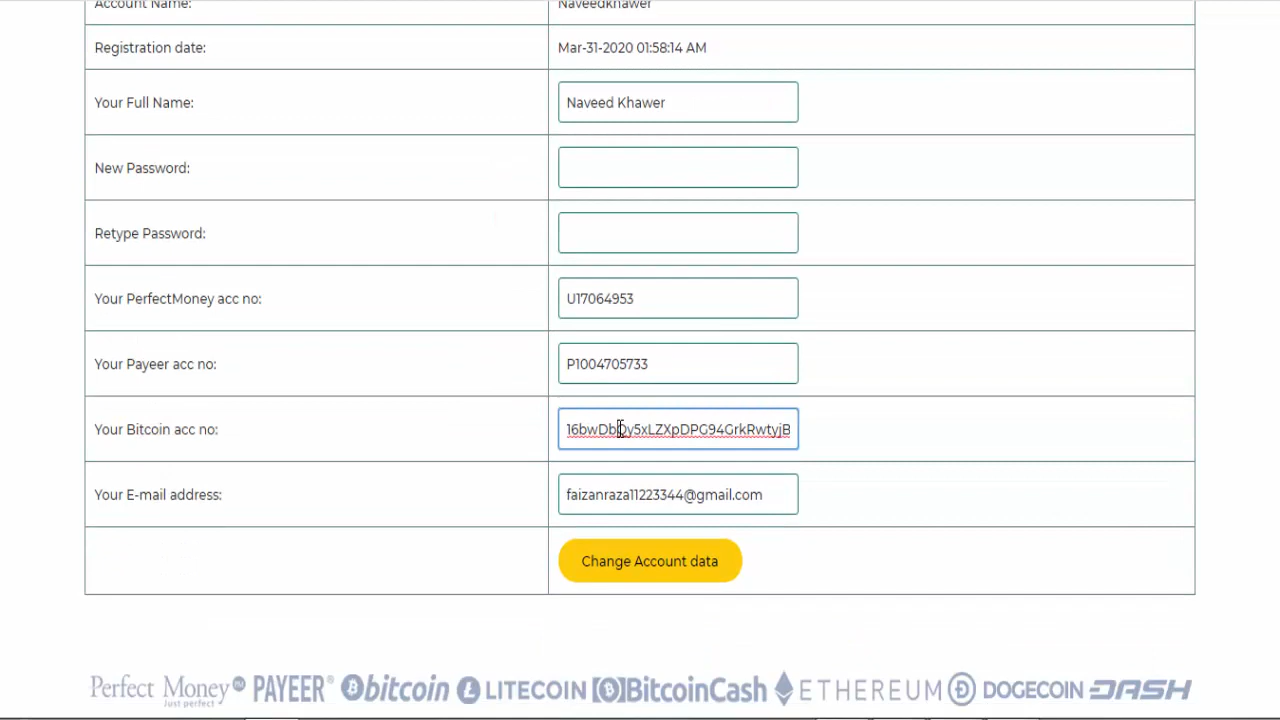 Account Name: Naveedkhawer
Registration date: Mar-31-2020 01:58:14 AM
Your Full Name: Naveed Khawer
New Password:
Retype Password:
Your PerfectMoney acc no: U17064953
Your Payeer acc no: P1004705733
Your Bitcoin acc no:
Your E-mail address: faizanraza11223344@gmail.com
Change Account data
Perfect Money PM PAYEER® bitcoin LITECOIN BitcoinCash ETHEREUM DOGECOIN DASH
Just perfect